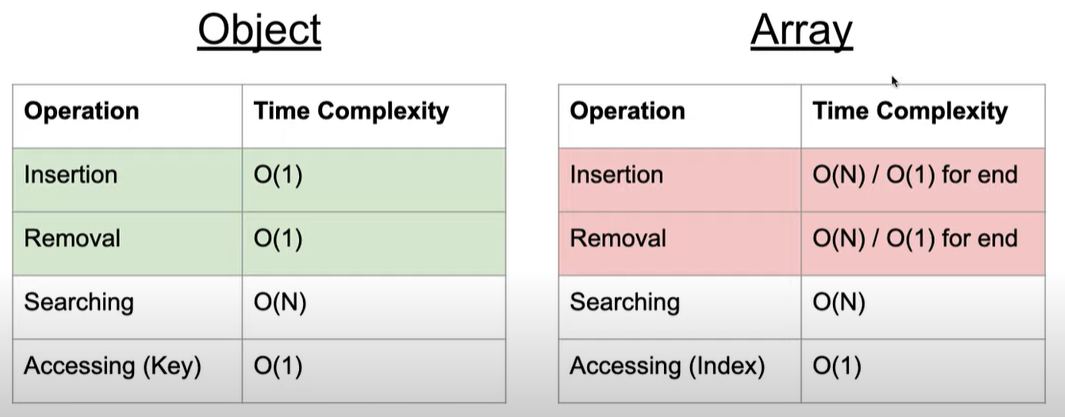 Object
Operation Time Complexity
Insertion O(1)
Removal O(1)
Searching O(N)
Accessing (Key) O(1)
Array
Operation Time Complexity
Insertion O(N) / O(1) for end
Removal O(N) / O(1) for end
Searching O(N)
Accessing (Index) O(1)